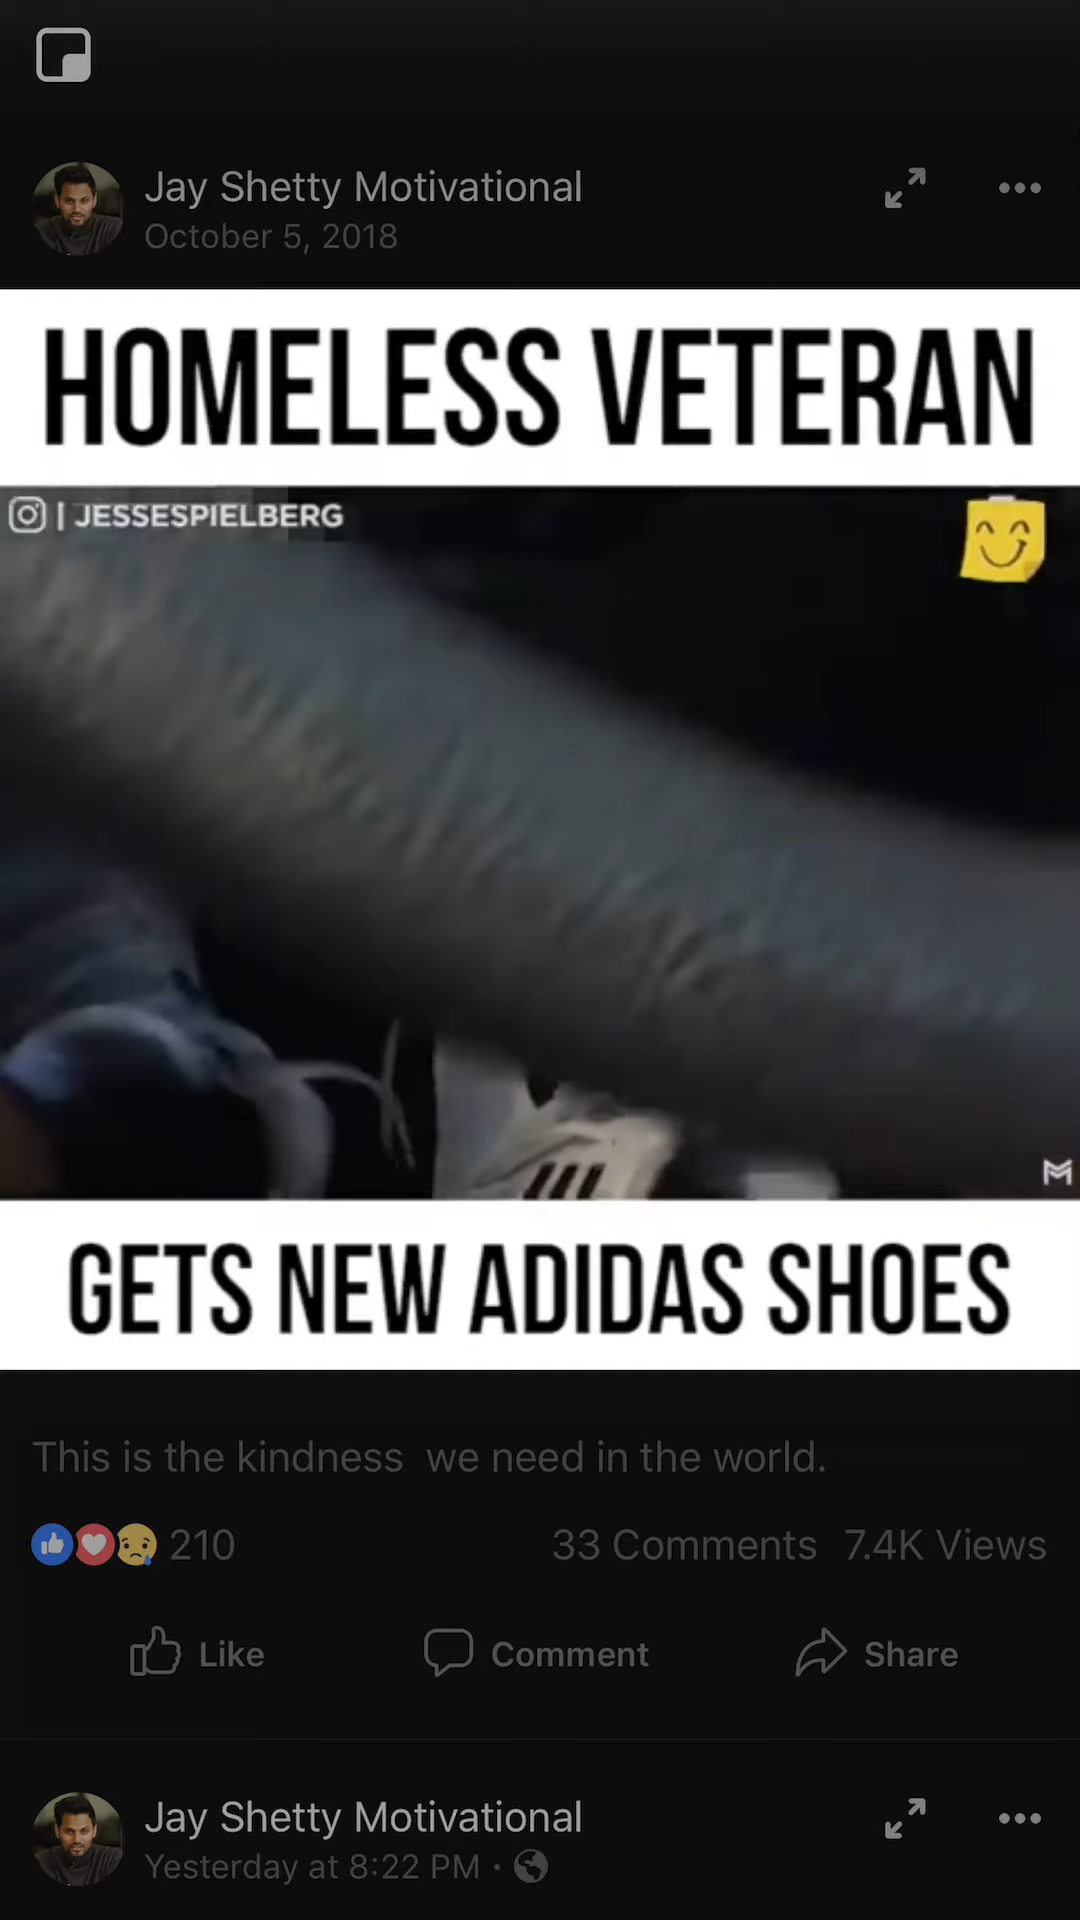 Jay Shetty Motivational
October 5, 2018
HOMELESS VETERAN
| JESSESPIELBERG
GETS NEW ADIDAS SHOES
This is the kindness  we need in the world.
210
33 Comments 7.4K Views
Like
Comment
Share
Jay Shetty Motivational
Yesterday at 8:22 PM ·